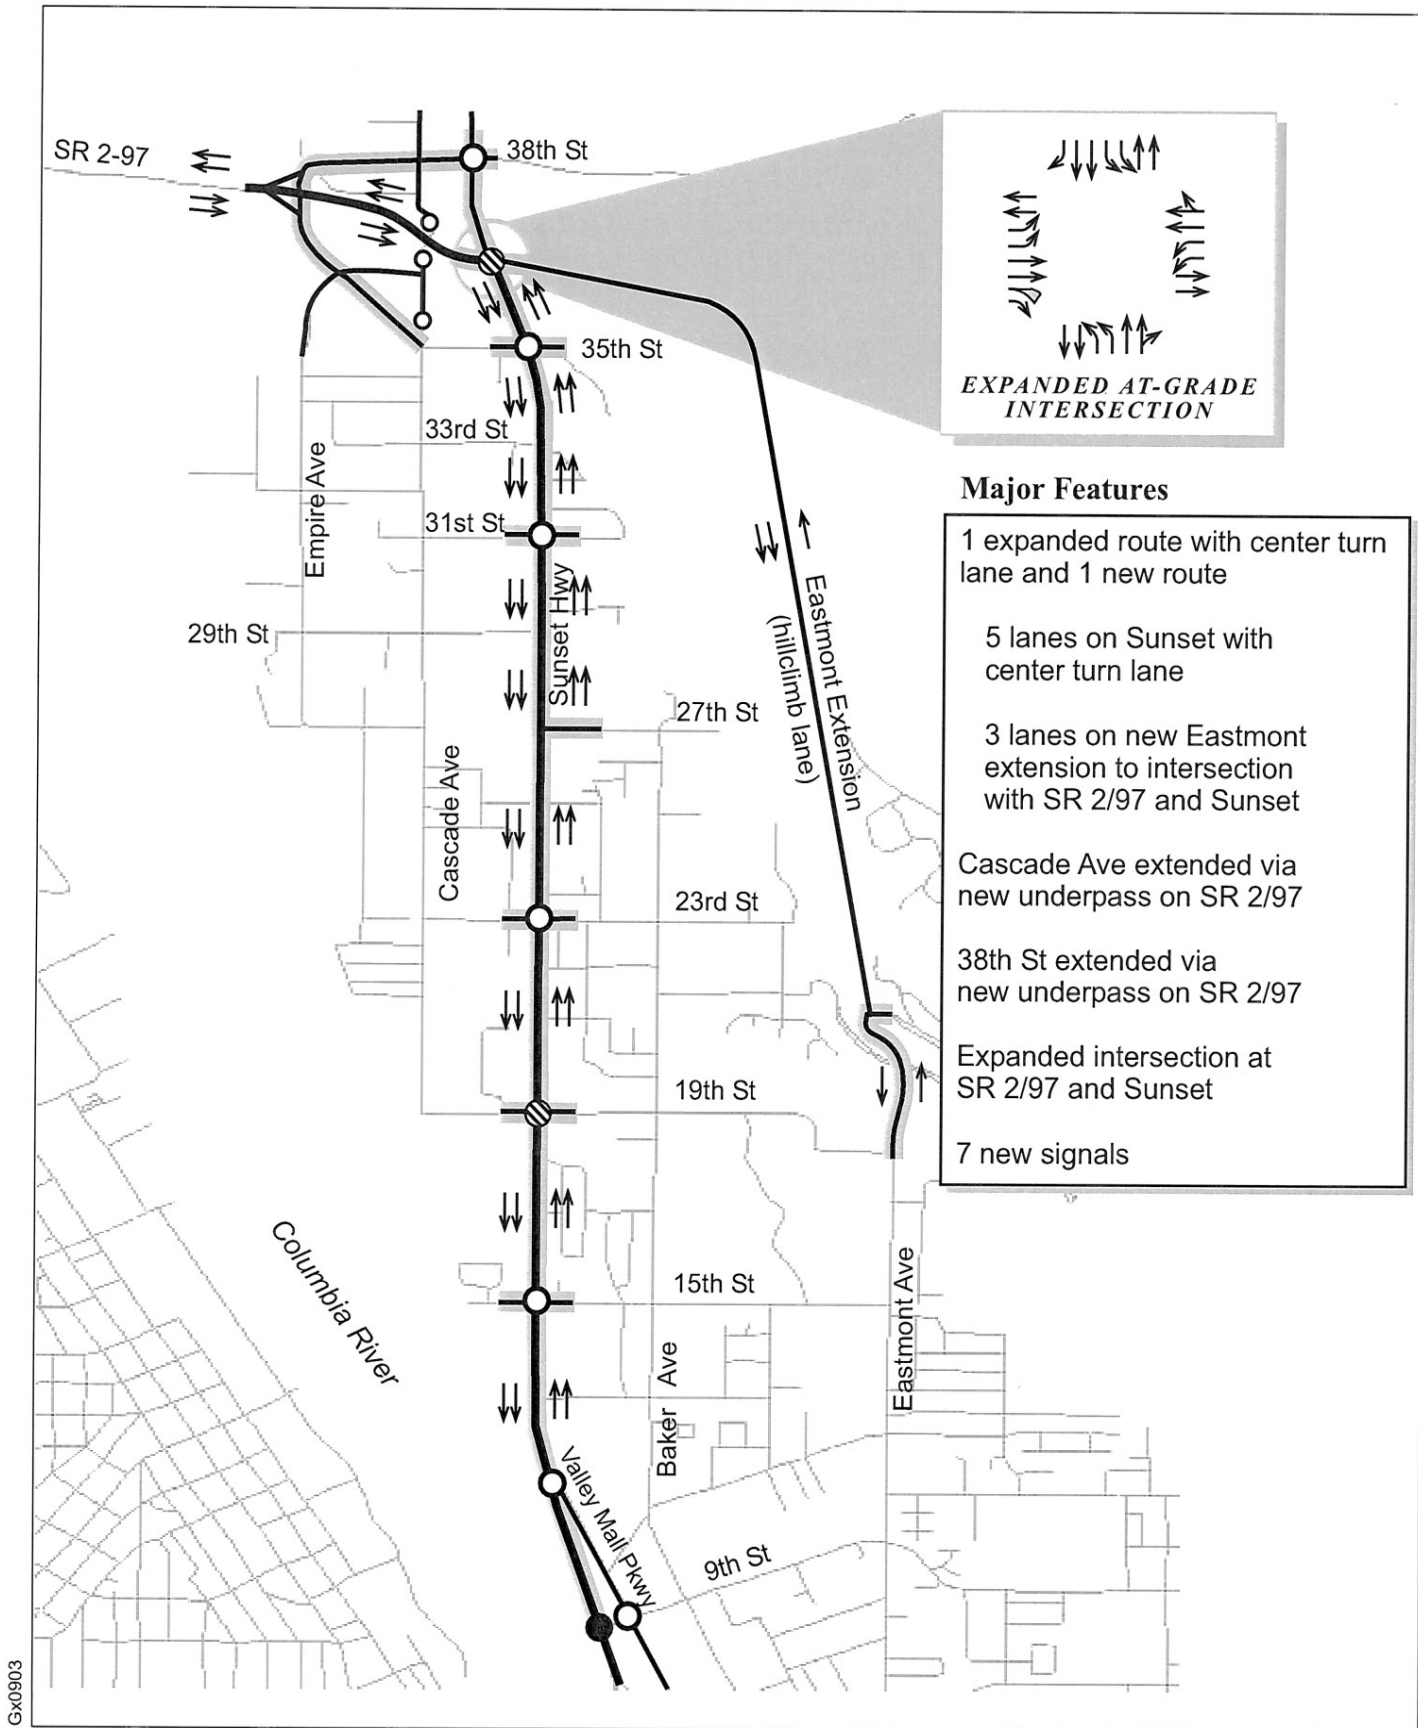 SR 2-97
38th St
35th St
33rd St
31st St
29th St
27th St
23rd St
19th St
15th St
9th St
Empire Ave
Cascade Ave
Sunset Hwy
Eastmont Extension
(hillclimb lane)
Eastmont Ave
Baker Ave
Valley Mall Pkwy
Columbia River
EXPANDED AT-GRADE
INTERSECTION
Major Features
1 expanded route with center turn
lane and 1 new route
5 lanes on Sunset with
center turn lane
3 lanes on new Eastmont
extension to intersection
with SR 2/97 and Sunset
Cascade Ave extended via
new underpass on SR 2/97
38th St extended via
new underpass on SR 2/97
Expanded intersection at
SR 2/97 and Sunset
7 new signals
Gx0903